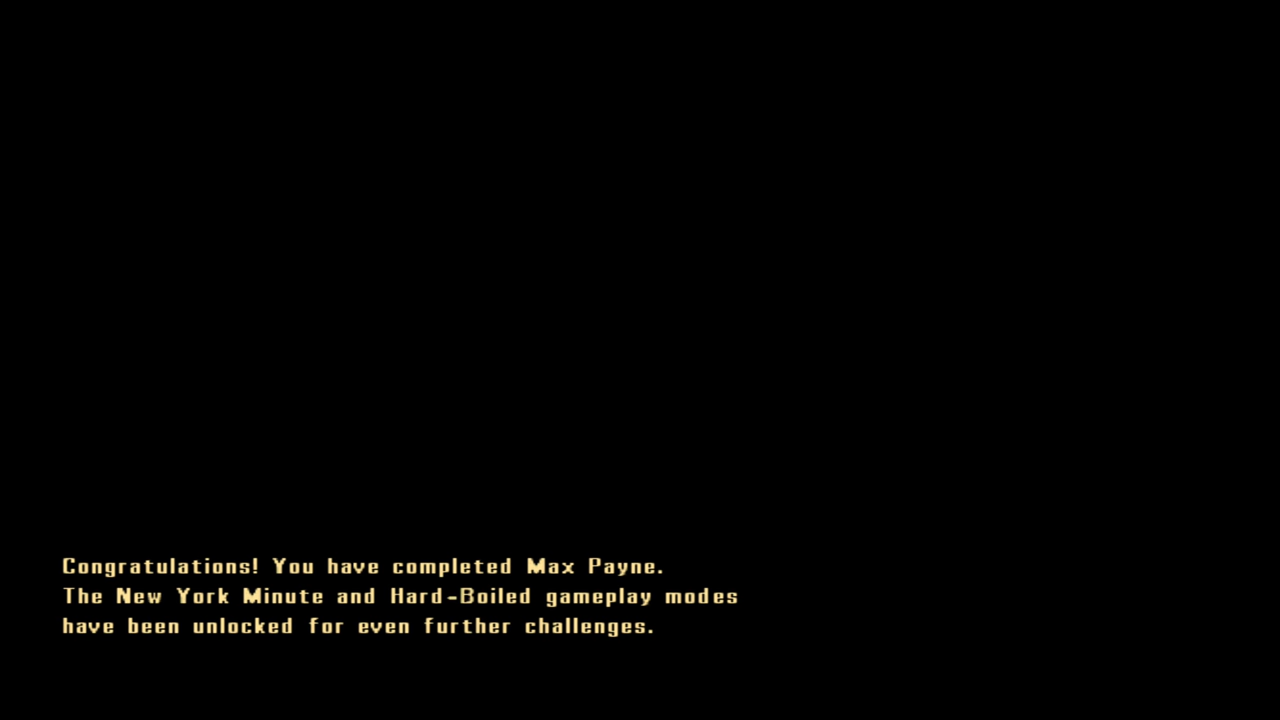 Congratulations! You have completed Max Payne.
The New York Minute and Hard-Boiled gameplay modes
have been unlocked for even further challenges.